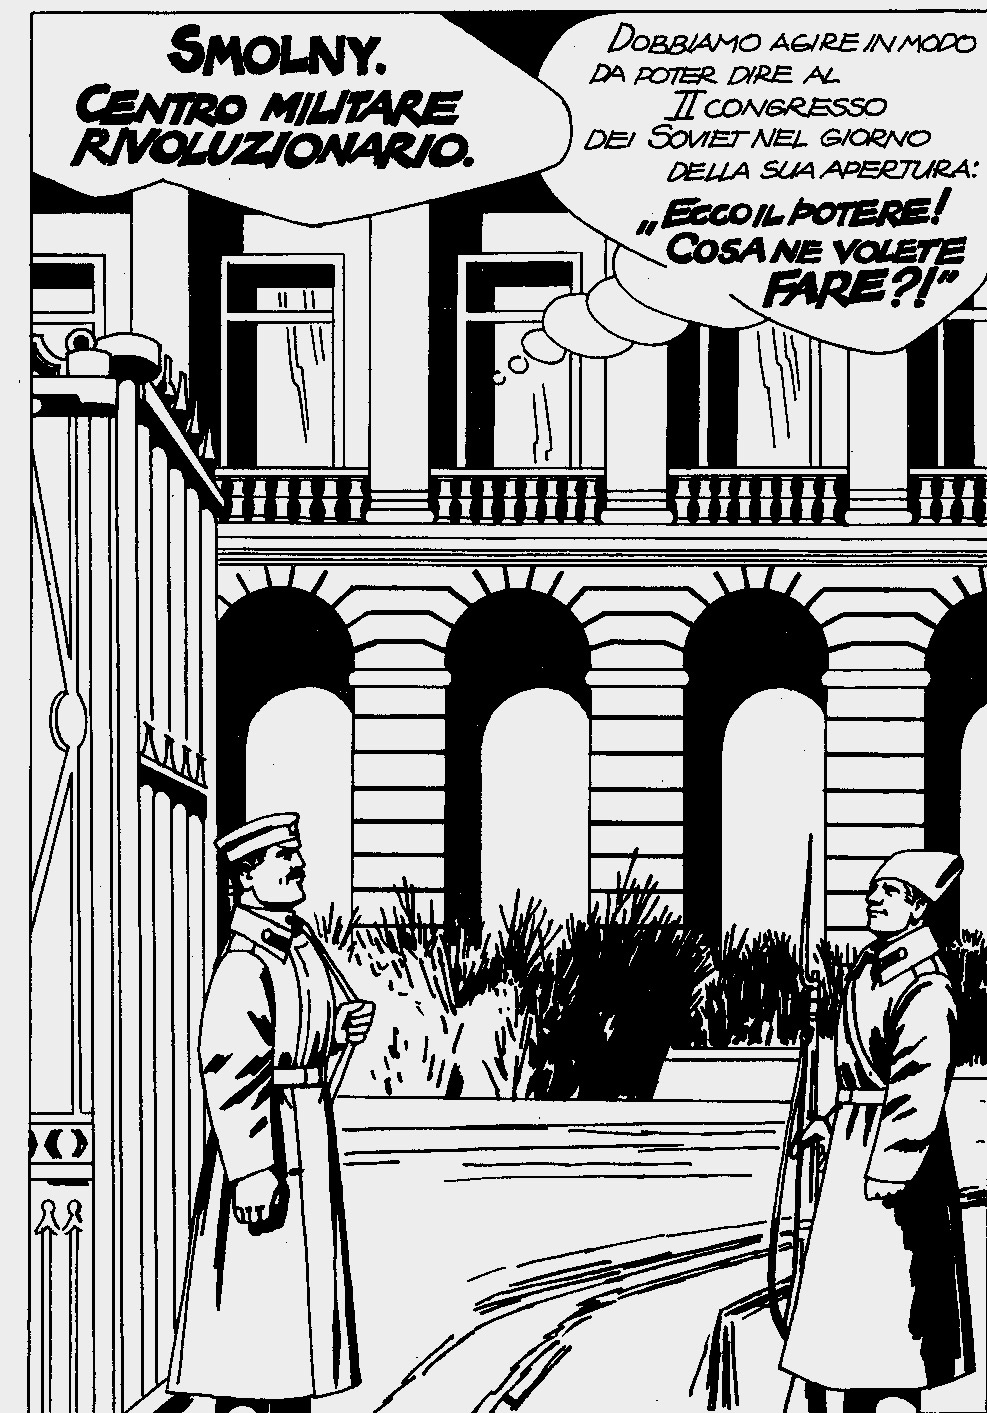 SMOLNY.
CENTRO MILITARE
RIVOLUZIONARIO.
DOBBIAMO AGIRE IN MODO
DA POTER DIRE AL
II CONGRESSO
DEI SOVIET NEL GIORNO
DELLA SUA APERTURA:
„ECCO IL POTERE!
COSA NE VOLETE
FARE?!”